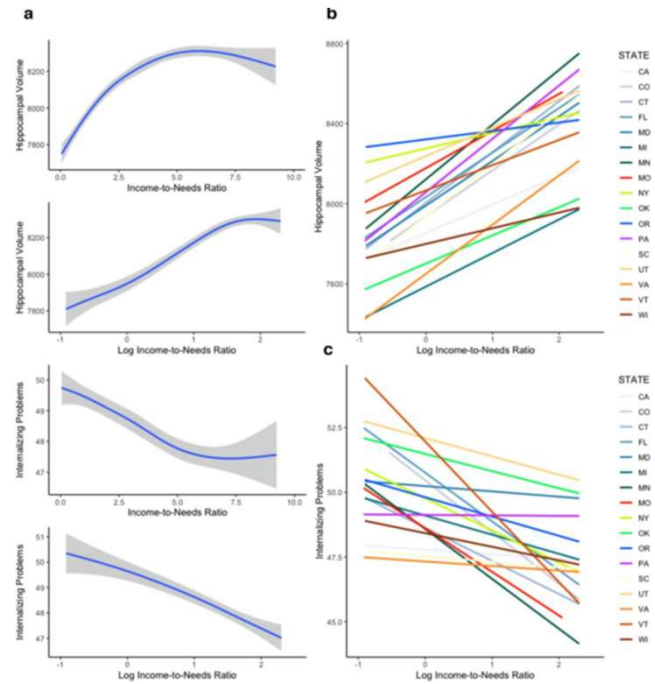 a
Hippocampal Volume
8200
8000
7800
0.0
2.5
5.0
7.5
10.0
Income-to-Needs Ratio
Hippocampal Volume
8200
8000
7800
-1
0
1
2
Log Income-to-Needs Ratio
Internalizing Problems
50
49
48
47
0.0
2.5
5.0
7.5
10.0
Income-to-Needs Ratio
Internalizing Problems
51
50
49
48
47
-1
0
1
2
Log Income-to-Needs Ratio
b
Hippocampal Volume
8800
8400
8000
7600
-1
0
1
2
Log Income-to-Needs Ratio
STATE
CA
CO
CT
FL
MD
MI
MN
MO
NY
OK
OR
PA
SC
UT
VA
VT
WI
c
Internalizing Problems
52.5
50.0
47.5
45.0
-1
0
1
2
Log Income-to-Needs Ratio
STATE
CA
CO
CT
FL
MD
MI
MN
MO
NY
OK
OR
PA
SC
UT
VA
VT
WI